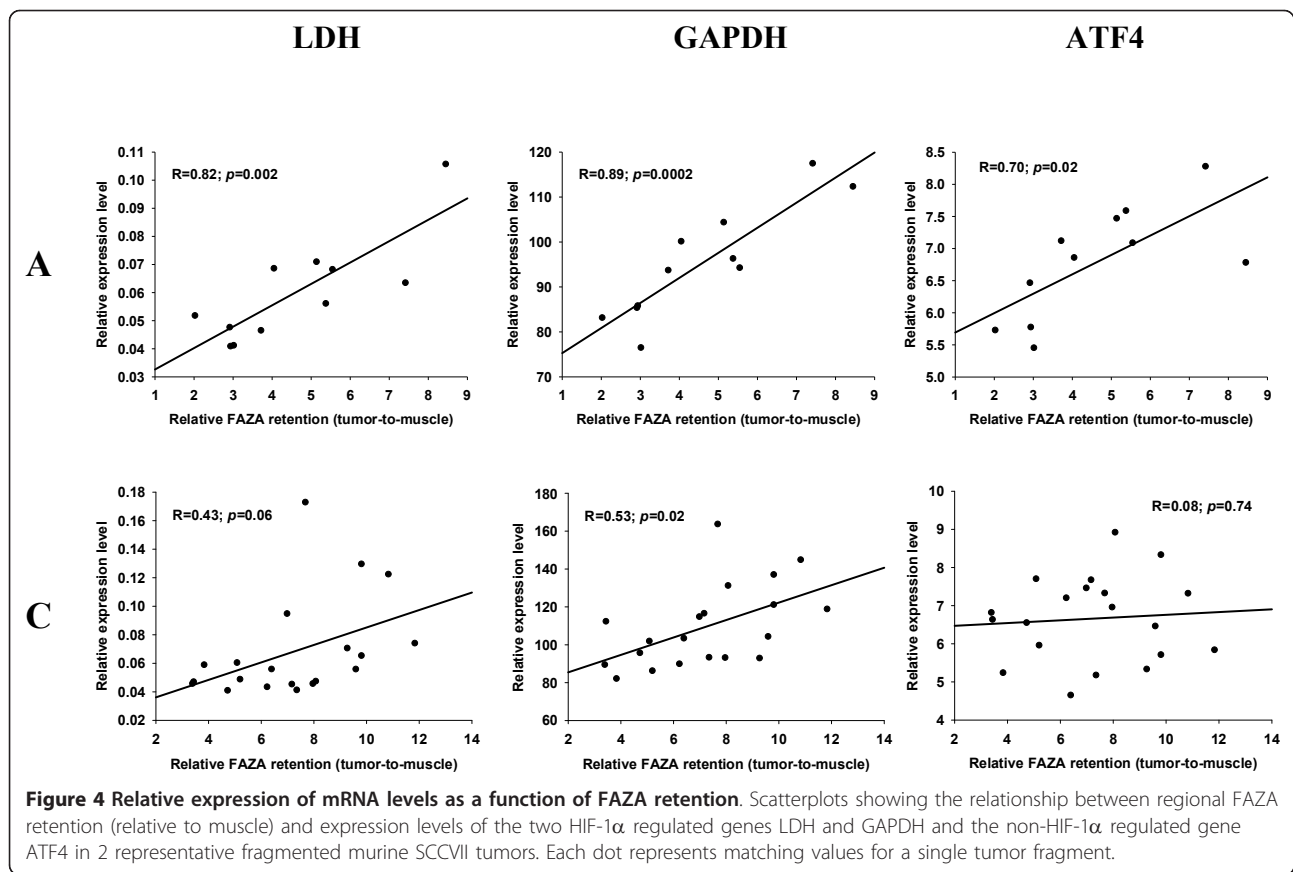 LDH GAPDH ATF4
A
R=0.82; p=0.002
Relative expression level
0.11
0.10
0.09
0.08
0.07
0.06
0.05
0.04
0.03
1 2 3 4 5 6 7 8 9
Relative FAZA retention (tumor-to-muscle)
R=0.89; p=0.0002
Relative expression level
120
110
100
90
80
70
1 2 3 4 5 6 7 8 9
Relative FAZA retention (tumor-to-muscle)
R=0.70; p=0.02
Relative expression level
8.5
8.0
7.5
7.0
6.5
6.0
5.5
5.0
1 2 3 4 5 6 7 8 9
Relative FAZA retention (tumor-to-muscle)
C
R=0.43; p=0.06
Relative expression level
0.18
0.16
0.14
0.12
0.10
0.08
0.06
0.04
0.02
2 4 6 8 10 12 14
Relative FAZA retention (tumor-to-muscle)
R=0.53; p=0.02
Relative expression level
180
160
140
120
100
80
60
2 4 6 8 10 12 14
Relative FAZA retention (tumor-to-muscle)
R=0.08; p=0.74
Relative expression level
10
9
8
7
6
5
4
2 4 6 8 10 12 14
Relative FAZA retention (tumor-to-muscle)
Figure 4 Relative expression of mRNA levels as a function of FAZA retention. Scatterplots showing the relationship between regional FAZA
retention (relative to muscle) and expression levels of the two HIF-1α regulated genes LDH and GAPDH and the non-HIF-1α regulated gene
ATF4 in 2 representative fragmented murine SCCVII tumors. Each dot represents matching values for a single tumor fragment.